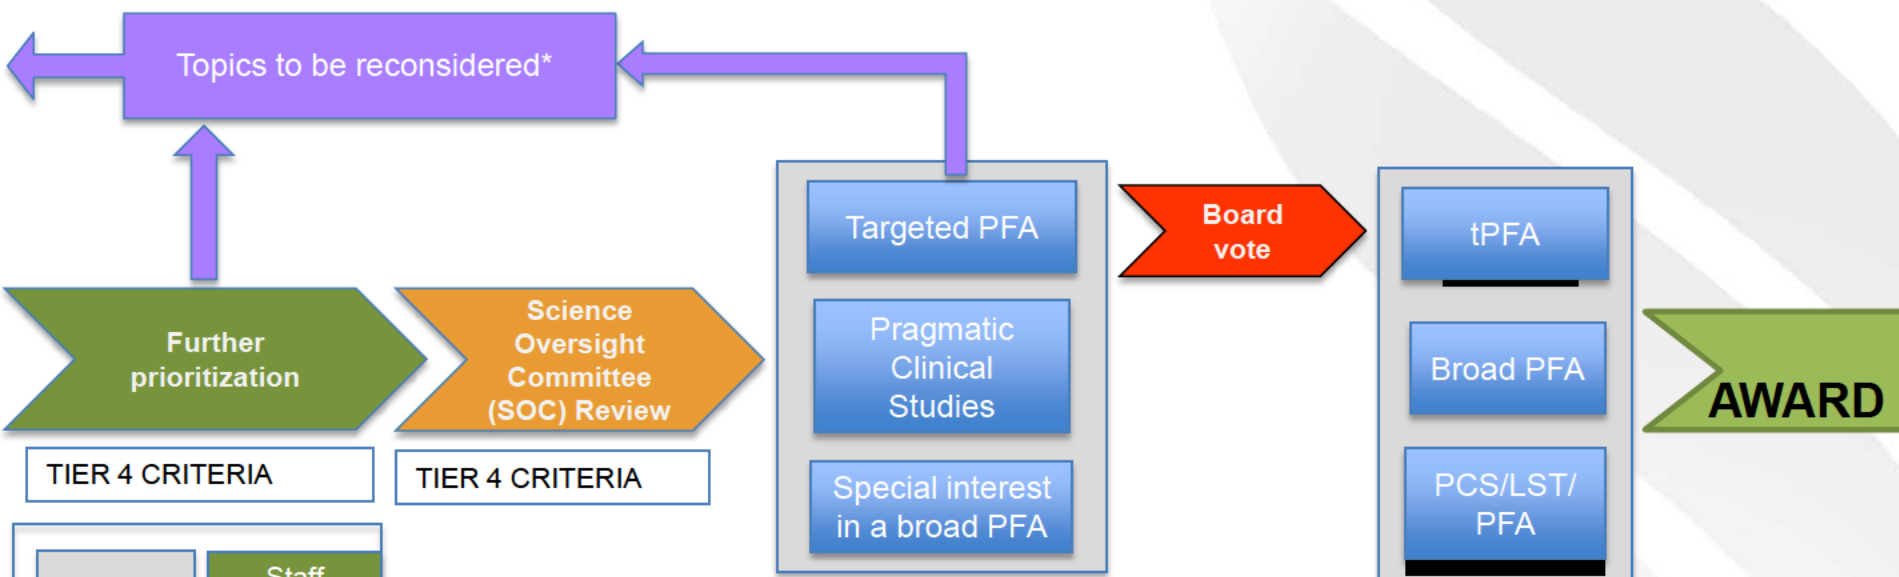 Topics to be reconsidered*
Targeted PFA
Board
vote
tPFA
Further
prioritization
Science
Oversight
Committee
(SOC) Review
Pragmatic
Clinical
Studies
Broad PFA
AWARD
TIER 4 CRITERIA
TIER 4 CRITERIA
Special interest
in a broad PFA
PCS/LST/
PFA
Staff